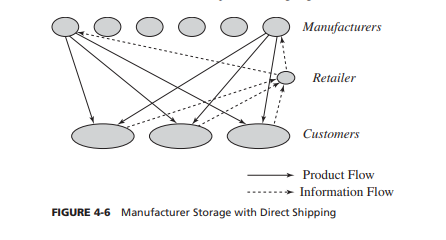 Manufacturers
Retailer
Customers
Product Flow
Information Flow
FIGURE 4-6 Manufacturer Storage with Direct Shipping